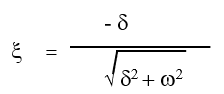 ξ = - δ / √(δ² + ω²)